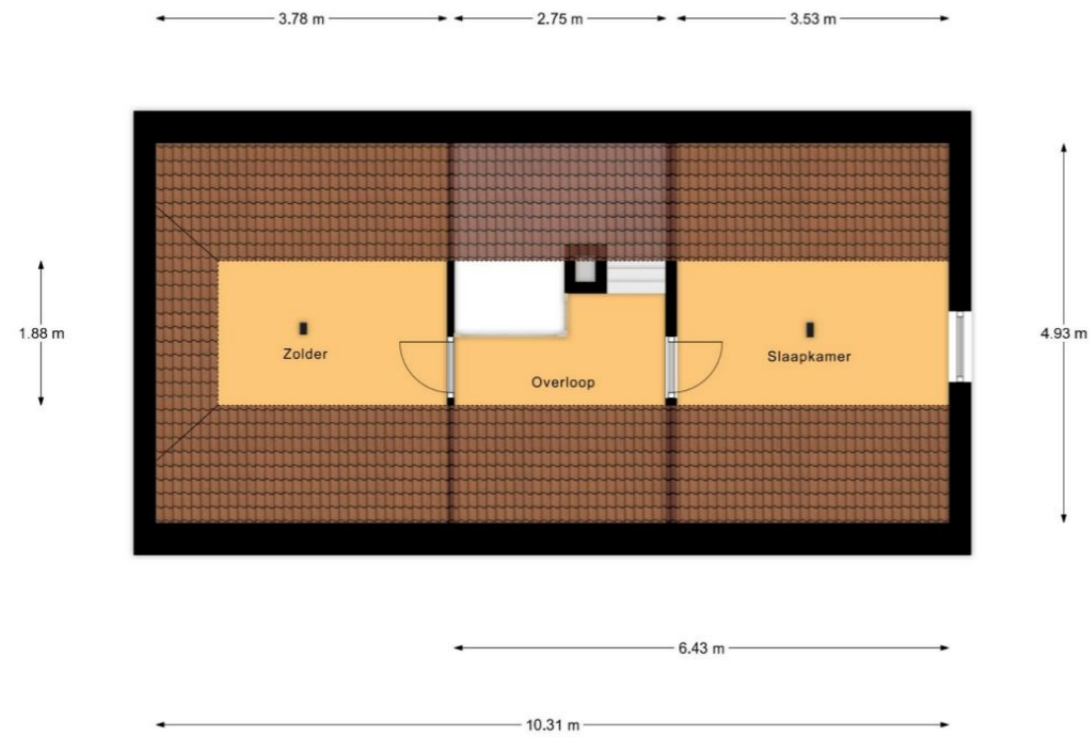 3.78 m
2.75 m
3.53 m
1.88 m
4.93 m
Zolder
Slaapkamer
Overloop
6.43 m
10.31 m